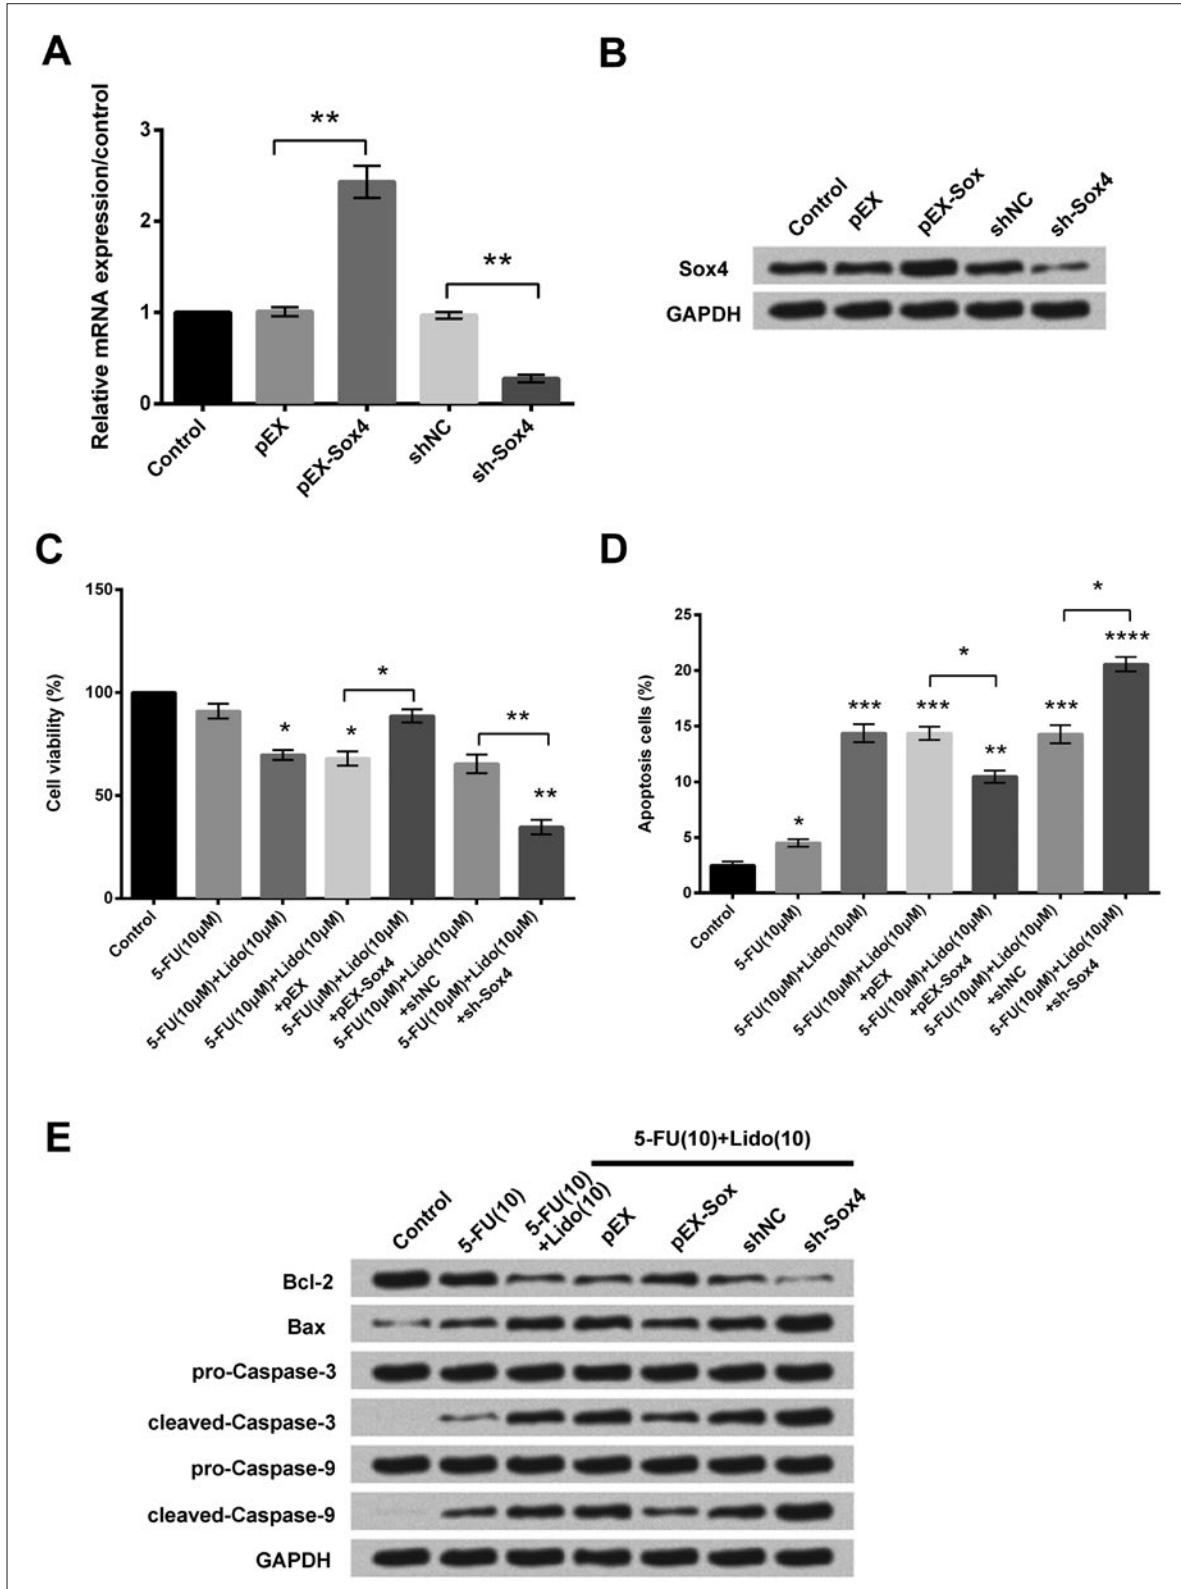 A
Relative mRNA expression/control
3
2
1
0
**
**
Control
pEX
pEX-Sox4
shNC
sh-Sox4
B
Control
pEX
pEX-Sox
shNC
sh-Sox4
Sox4
GAPDH
C
Cell viability (%)
150
100
50
0
*
*
*
**
**
Control
5-FU(10μM)
5-FU(10μM)+Lido(10μM)
5-FU(10μM)+Lido(10μM)
+pEX
5-FU(μM)+Lido(10μM)
+pEX-Sox4
5-FU(10μM)+Lido(10μM)
+shNC
5-FU(10μM)+Lido(10μM)
+sh-Sox4
D
Apoptosis cells (%)
25
20
15
10
5
0
*
***
***
*
**
***
*
****
Control
5-FU(10μM)
5-FU(10μM)+Lido(10μM)
5-FU(10μM)+Lido(10μM)
+pEX
5-FU(10μM)+Lido(10μM)
+pEX-Sox4
5-FU(10μM)+Lido(10μM)
+shNC
5-FU(10μM)+Lido(10μM)
+sh-Sox4
E
5-FU(10)+Lido(10)
Control
5-FU(10)
5-FU(10)
+Lido(10)
pEX
pEX-Sox
shNC
sh-Sox4
Bcl-2
Bax
pro-Caspase-3
cleaved-Caspase-3
pro-Caspase-9
cleaved-Caspase-9
GAPDH